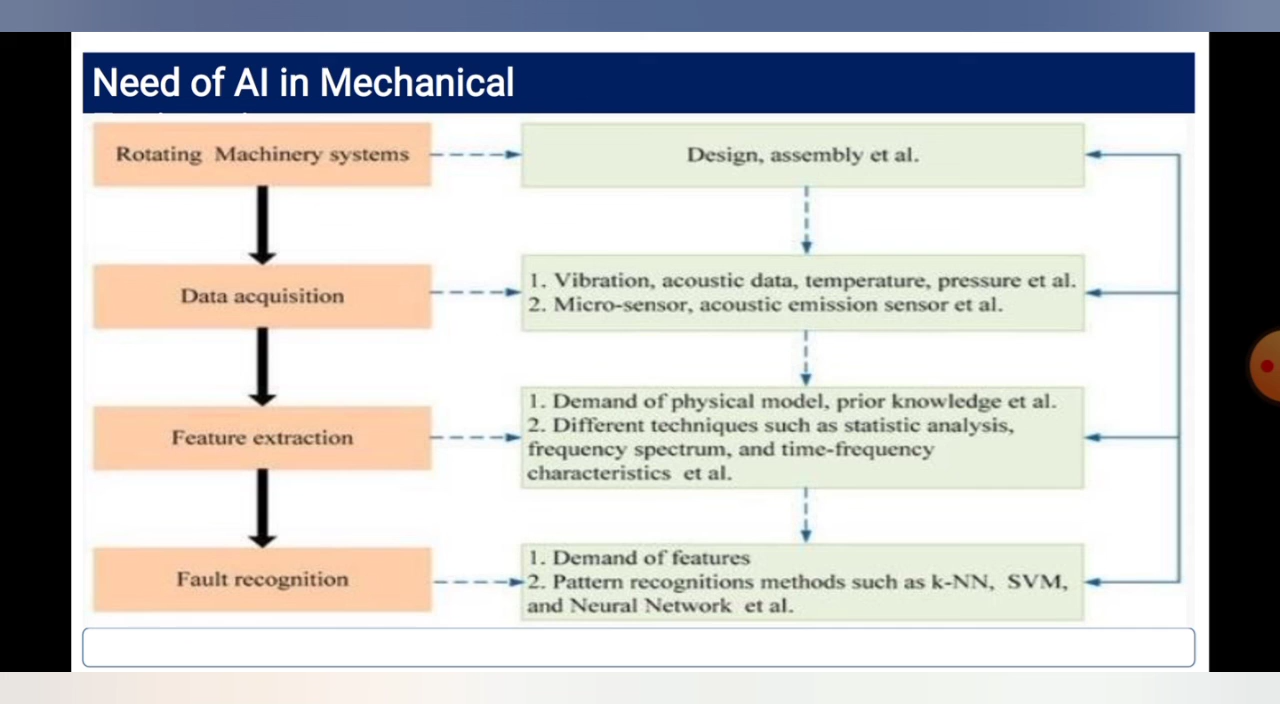 Need of AI in Mechanical
Rotating Machinery systems
Design, assembly et al.
Data acquisition
1. Vibration, acoustic data, temperature, pressure et al.
2. Micro-sensor, acoustic emission sensor et al.
Feature extraction
1. Demand of physical model, prior knowledge et al.
2. Different techniques such as statistic analysis,
frequency spectrum, and time-frequency
characteristics et al.
Fault recognition
1. Demand of features
2. Pattern recognitions methods such as k-NN, SVM,
and Neural Network et al.